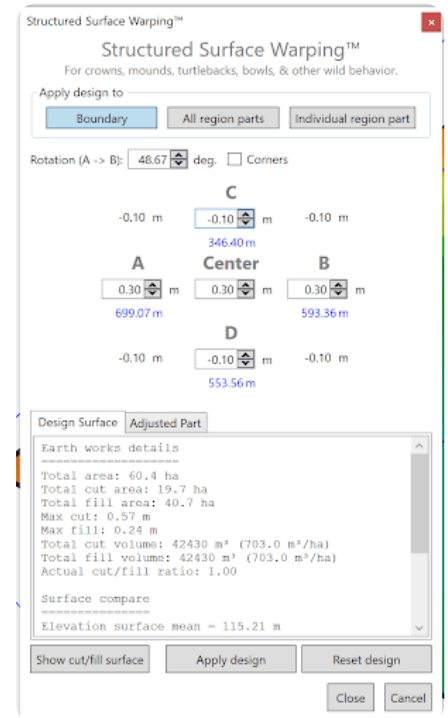 Structured Surface Warping™
Structured Surface Warping™
For crowns, mounds, turtlebacks, bowls, & other wild behavior.
Apply design to
Boundary All region parts Individual region part
Rotation (A -> B): 48.67 deg. Corners
C
-0.10 m -0.10 m -0.10 m
346.40 m
A Center B
0.30 m 0.30 m 0.30 m
699.07 m 593.36 m
D
-0.10 m -0.10 m -0.10 m
553.56 m
Design Surface Adjusted Part
Earth works details
====================
Total area: 60.4 ha
Total cut area: 19.7 ha
Total fill area: 40.7 ha
Max cut: 0.57 m
Max fill: 0.24 m
Total cut volume: 42430 m³ (703.0 m³/ha)
Total fill volume: 42430 m³ (703.0 m³/ha)
Actual cut/fill ratio: 1.00
Surface compare
===============
Elevation surface mean = 115.21 m
Show cut/fill surface Apply design Reset design
Close Cancel